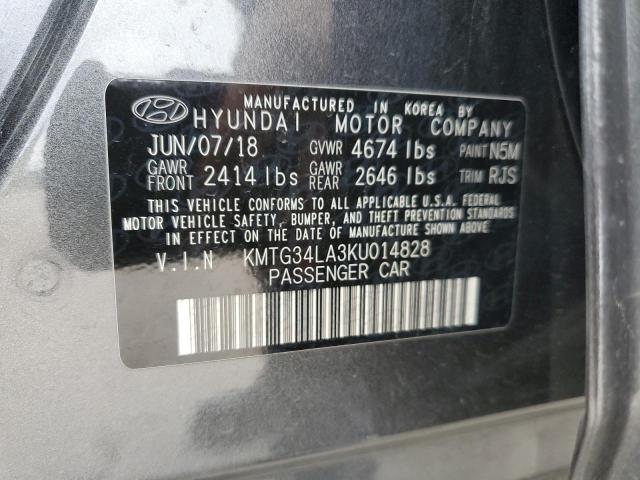 MANUFACTURED IN KOREA BY
HYUNDAI MOTOR COMPANY
JUN/07/18 GVWR 4674 lbs PAINT N5M
GAWR FRONT 2414 lbs GAWR REAR 2646 lbs TRIM RJS
THIS VEHICLE CONFORMS TO ALL APPLICABLE U.S.A. FEDERAL
MOTOR VEHICLE SAFETY, BUMPER, AND THEFT PREVENTION STANDARDS
IN EFFECT ON THE DATE OF MANUFACTURE SHOWN ABOVE.
V.I.N KMTG34LA3KU014828
PASSENGER CAR